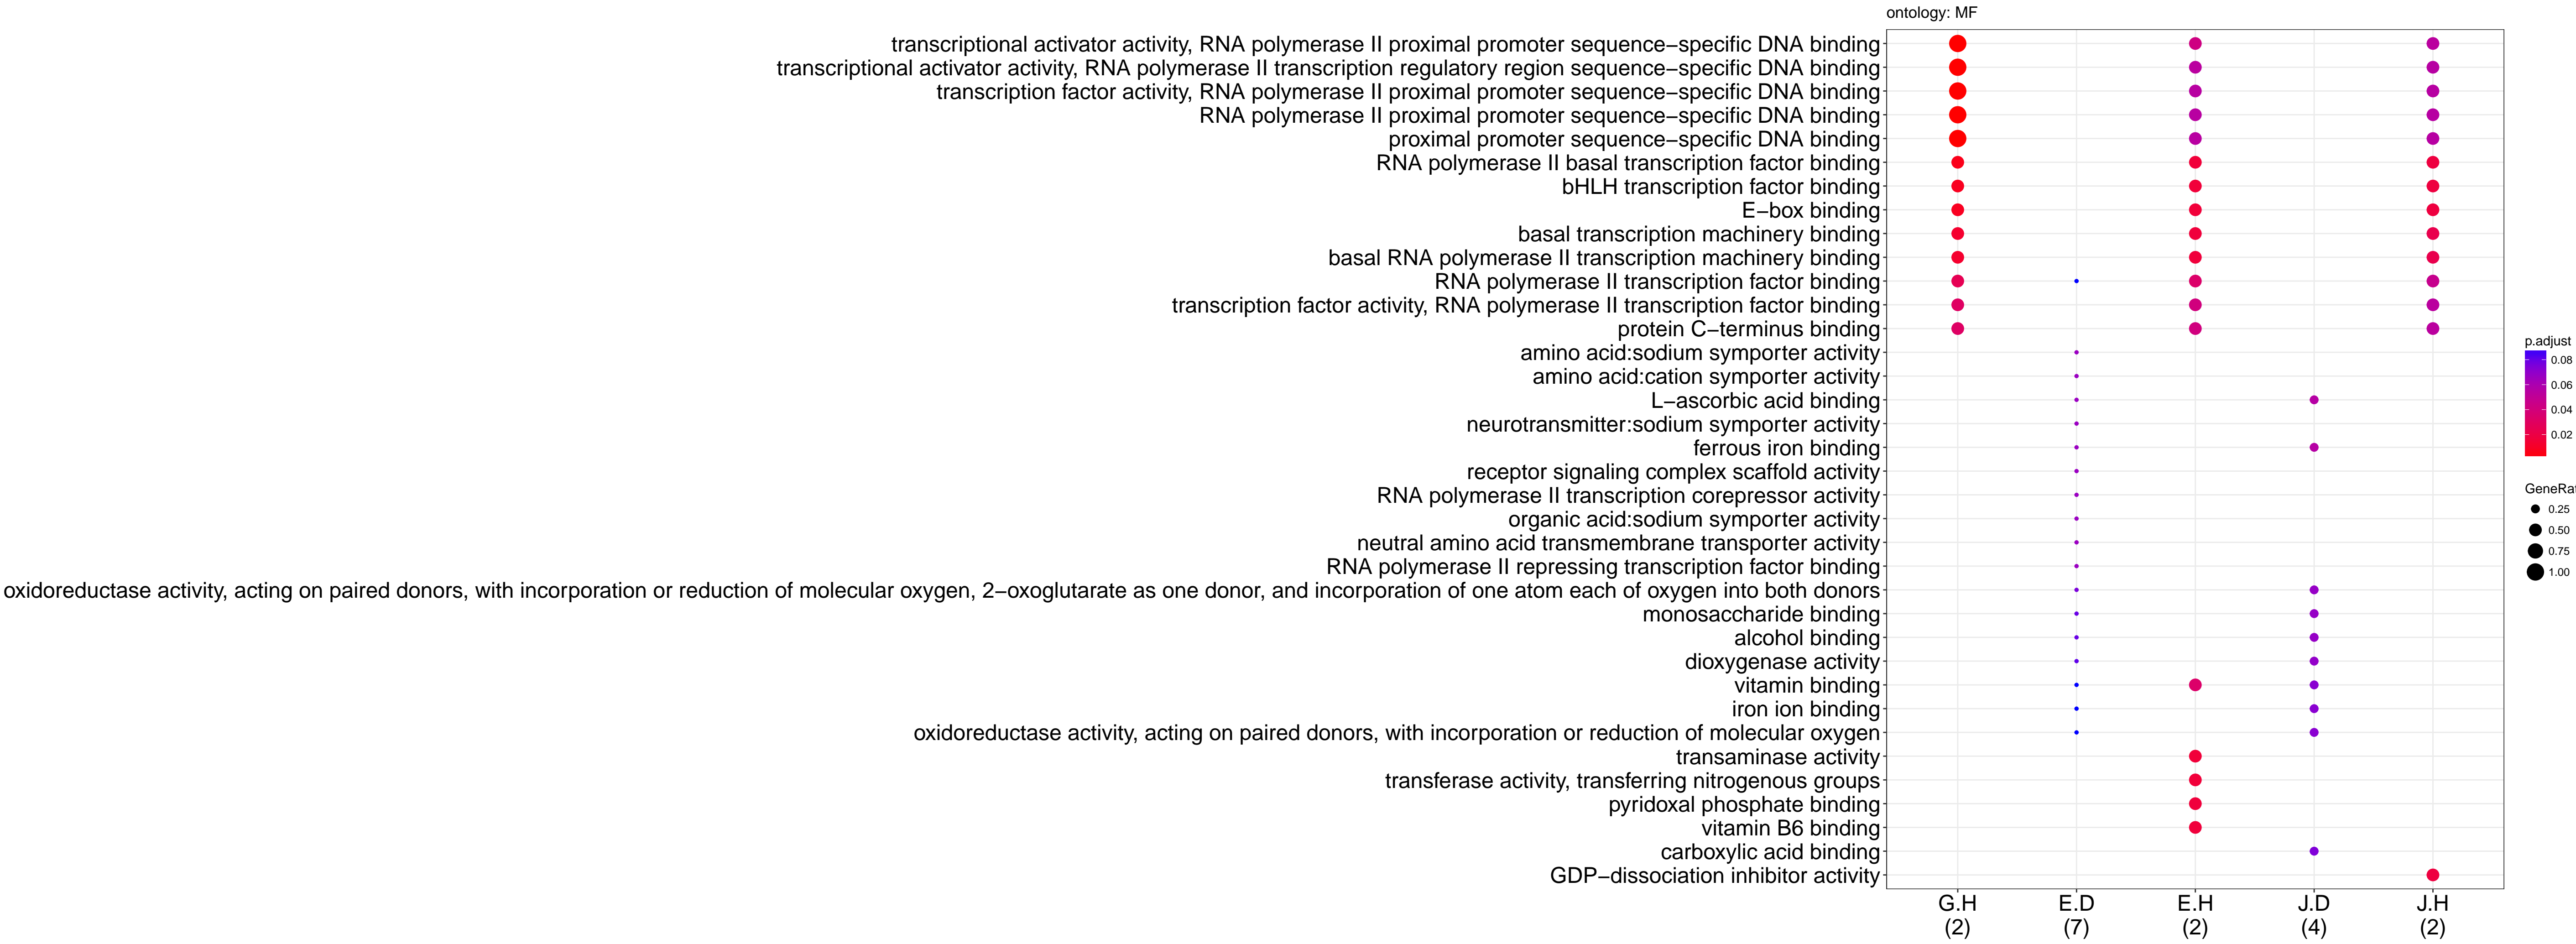 ontology: MF
transcriptional activator activity, RNA polymerase II proximal promoter sequence−specific DNA binding
transcriptional activator activity, RNA polymerase II transcription regulatory region sequence−specific DNA binding
transcription factor activity, RNA polymerase II proximal promoter sequence−specific DNA binding
RNA polymerase II proximal promoter sequence−specific DNA binding
proximal promoter sequence−specific DNA binding
RNA polymerase II basal transcription factor binding
bHLH transcription factor binding
E−box binding
basal transcription machinery binding
basal RNA polymerase II transcription machinery binding
RNA polymerase II transcription factor binding
transcription factor activity, RNA polymerase II transcription factor binding
protein C−terminus binding
amino acid:sodium symporter activity
amino acid:cation symporter activity
L−ascorbic acid binding
neurotransmitter:sodium symporter activity
ferrous iron binding
receptor signaling complex scaffold activity
RNA polymerase II transcription corepressor activity
organic acid:sodium symporter activity
neutral amino acid transmembrane transporter activity
RNA polymerase II repressing transcription factor binding
oxidoreductase activity, acting on paired donors, with incorporation or reduction of molecular oxygen, 2−oxoglutarate as one donor, and incorporation of one atom each of oxygen into both donors
monosaccharide binding
alcohol binding
dioxygenase activity
vitamin binding
iron ion binding
oxidoreductase activity, acting on paired donors, with incorporation or reduction of molecular oxygen
transaminase activity
transferase activity, transferring nitrogenous groups
pyridoxal phosphate binding
vitamin B6 binding
carboxylic acid binding
GDP−dissociation inhibitor activity
G.H E.D E.H J.D J.H
(2) (7) (2) (4) (2)
p.adjust
0.08
0.06
0.04
0.02
GeneRat
0.25
0.50
0.75
1.00